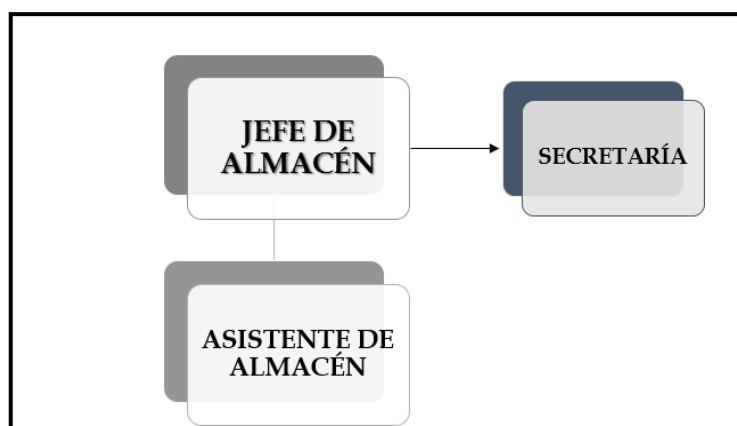 JEFE DE
ALMACÉN
SECRETARÍA
ASISTENTE DE
ALMACÉN